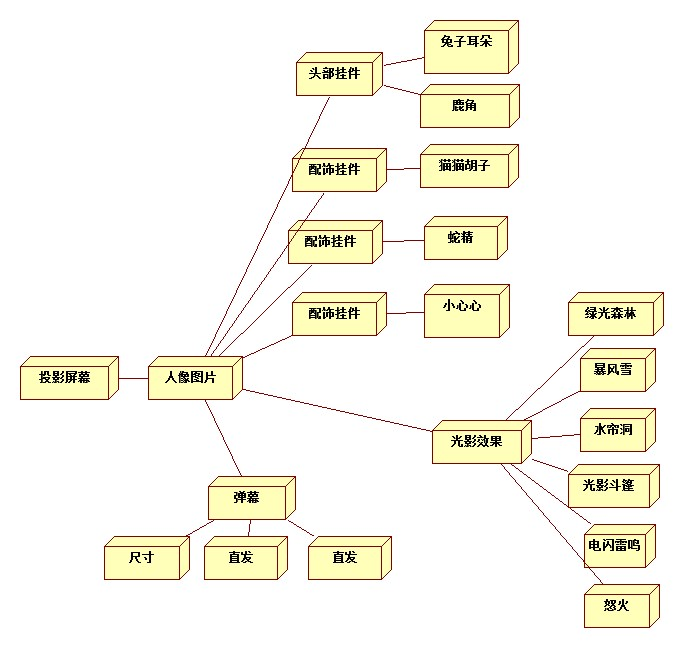 兔子耳朵
头部挂件
鹿角
配饰挂件
猫猫胡子
配饰挂件
蛇精
配饰挂件
小心心
绿光森林
暴风雪
投影屏幕
人像图片
水帘洞
光影效果
光影斗篷
弹幕
电闪雷鸣
尺寸
直发
直发
怒火